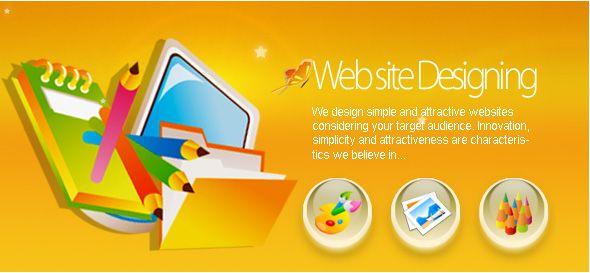 Web site Designing
We design simple and attractive websites
considering your target audience. Innovation,
simplicity and attractiveness are characteris-
tics we believe in...